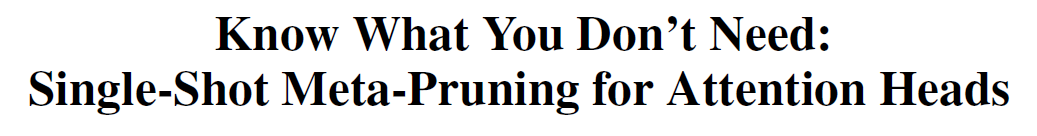 Know What You Don’t Need:
Single-Shot Meta-Pruning for Attention Heads